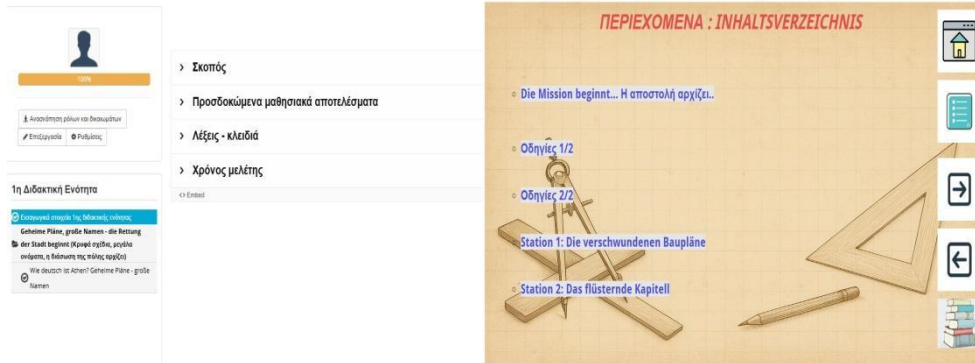 100%
Ανασκόπηση ρόλων και δικαιωμάτων
Επεξεργασία Ρυθμίσεις
1η Διδακτική Ενότητα
Εισαγωγικά στοιχεία 1ης διδακτικής ενότητας
Geheime Pläne, große Namen - die Rettung
der Stadt beginnt (Κρυφά σχέδια, μεγάλα
ονόματα, η διάσωση της πόλης αρχίζει)
Wie deutsch ist Athen? Geheime Pläne - große
Namen
› Σκοπός
› Προσδοκώμενα μαθησιακά αποτελέσματα
› Λέξεις - κλειδιά
› Χρόνος μελέτης
<> Embed
ΠΕΡΙΕΧΟΜΕΝΑ : INHALTSVERZEICHNIS
Die Mission beginnt... Η αποστολή αρχίζει..
Οδηγίες 1/2
Οδηγίες 2/2
Station 1: Die verschwundenen Baupläne
Station 2: Das flüsternde Kapitell